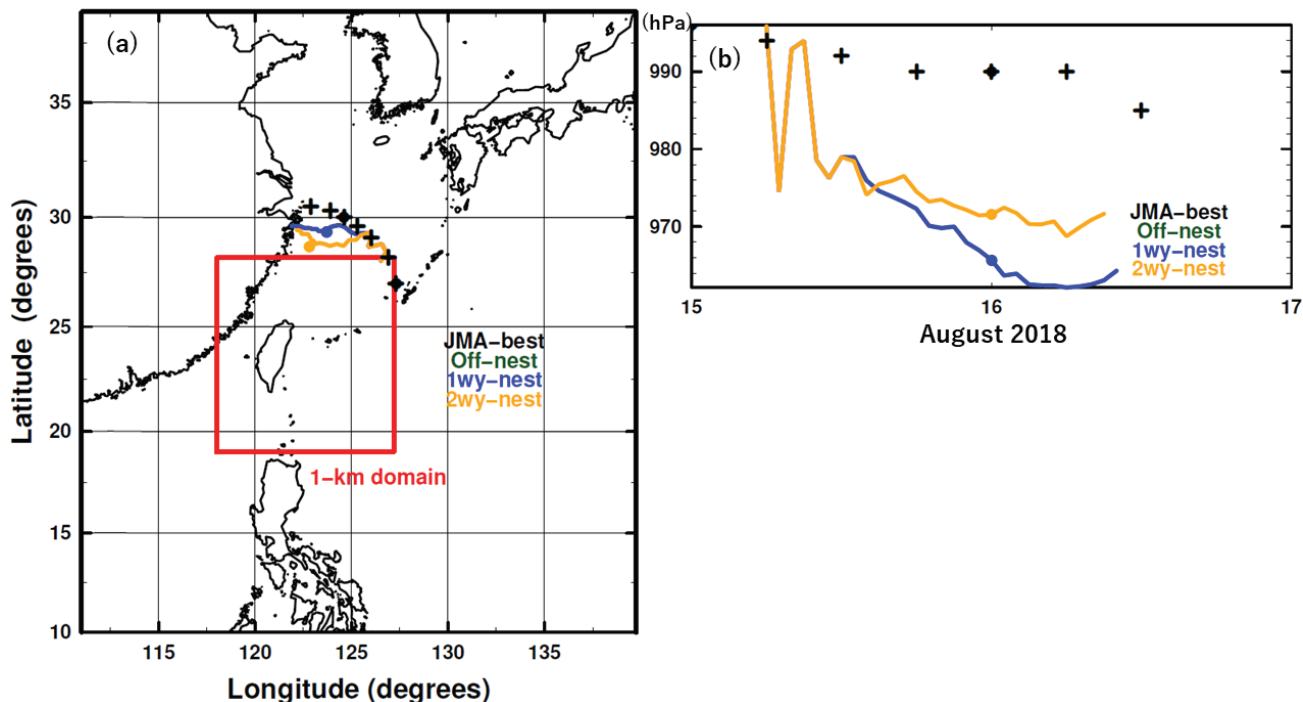 (a)
35
30
25
20
15
10
115
120
125
130
135
Latitude (degrees)
Longitude (degrees)
JMA-best
Off-nest
1wy-nest
2wy-nest
1-km domain
(hPa)
(b)
990
980
970
JMA-best
Off-nest
1wy-nest
2wy-nest
15
16
17
August 2018